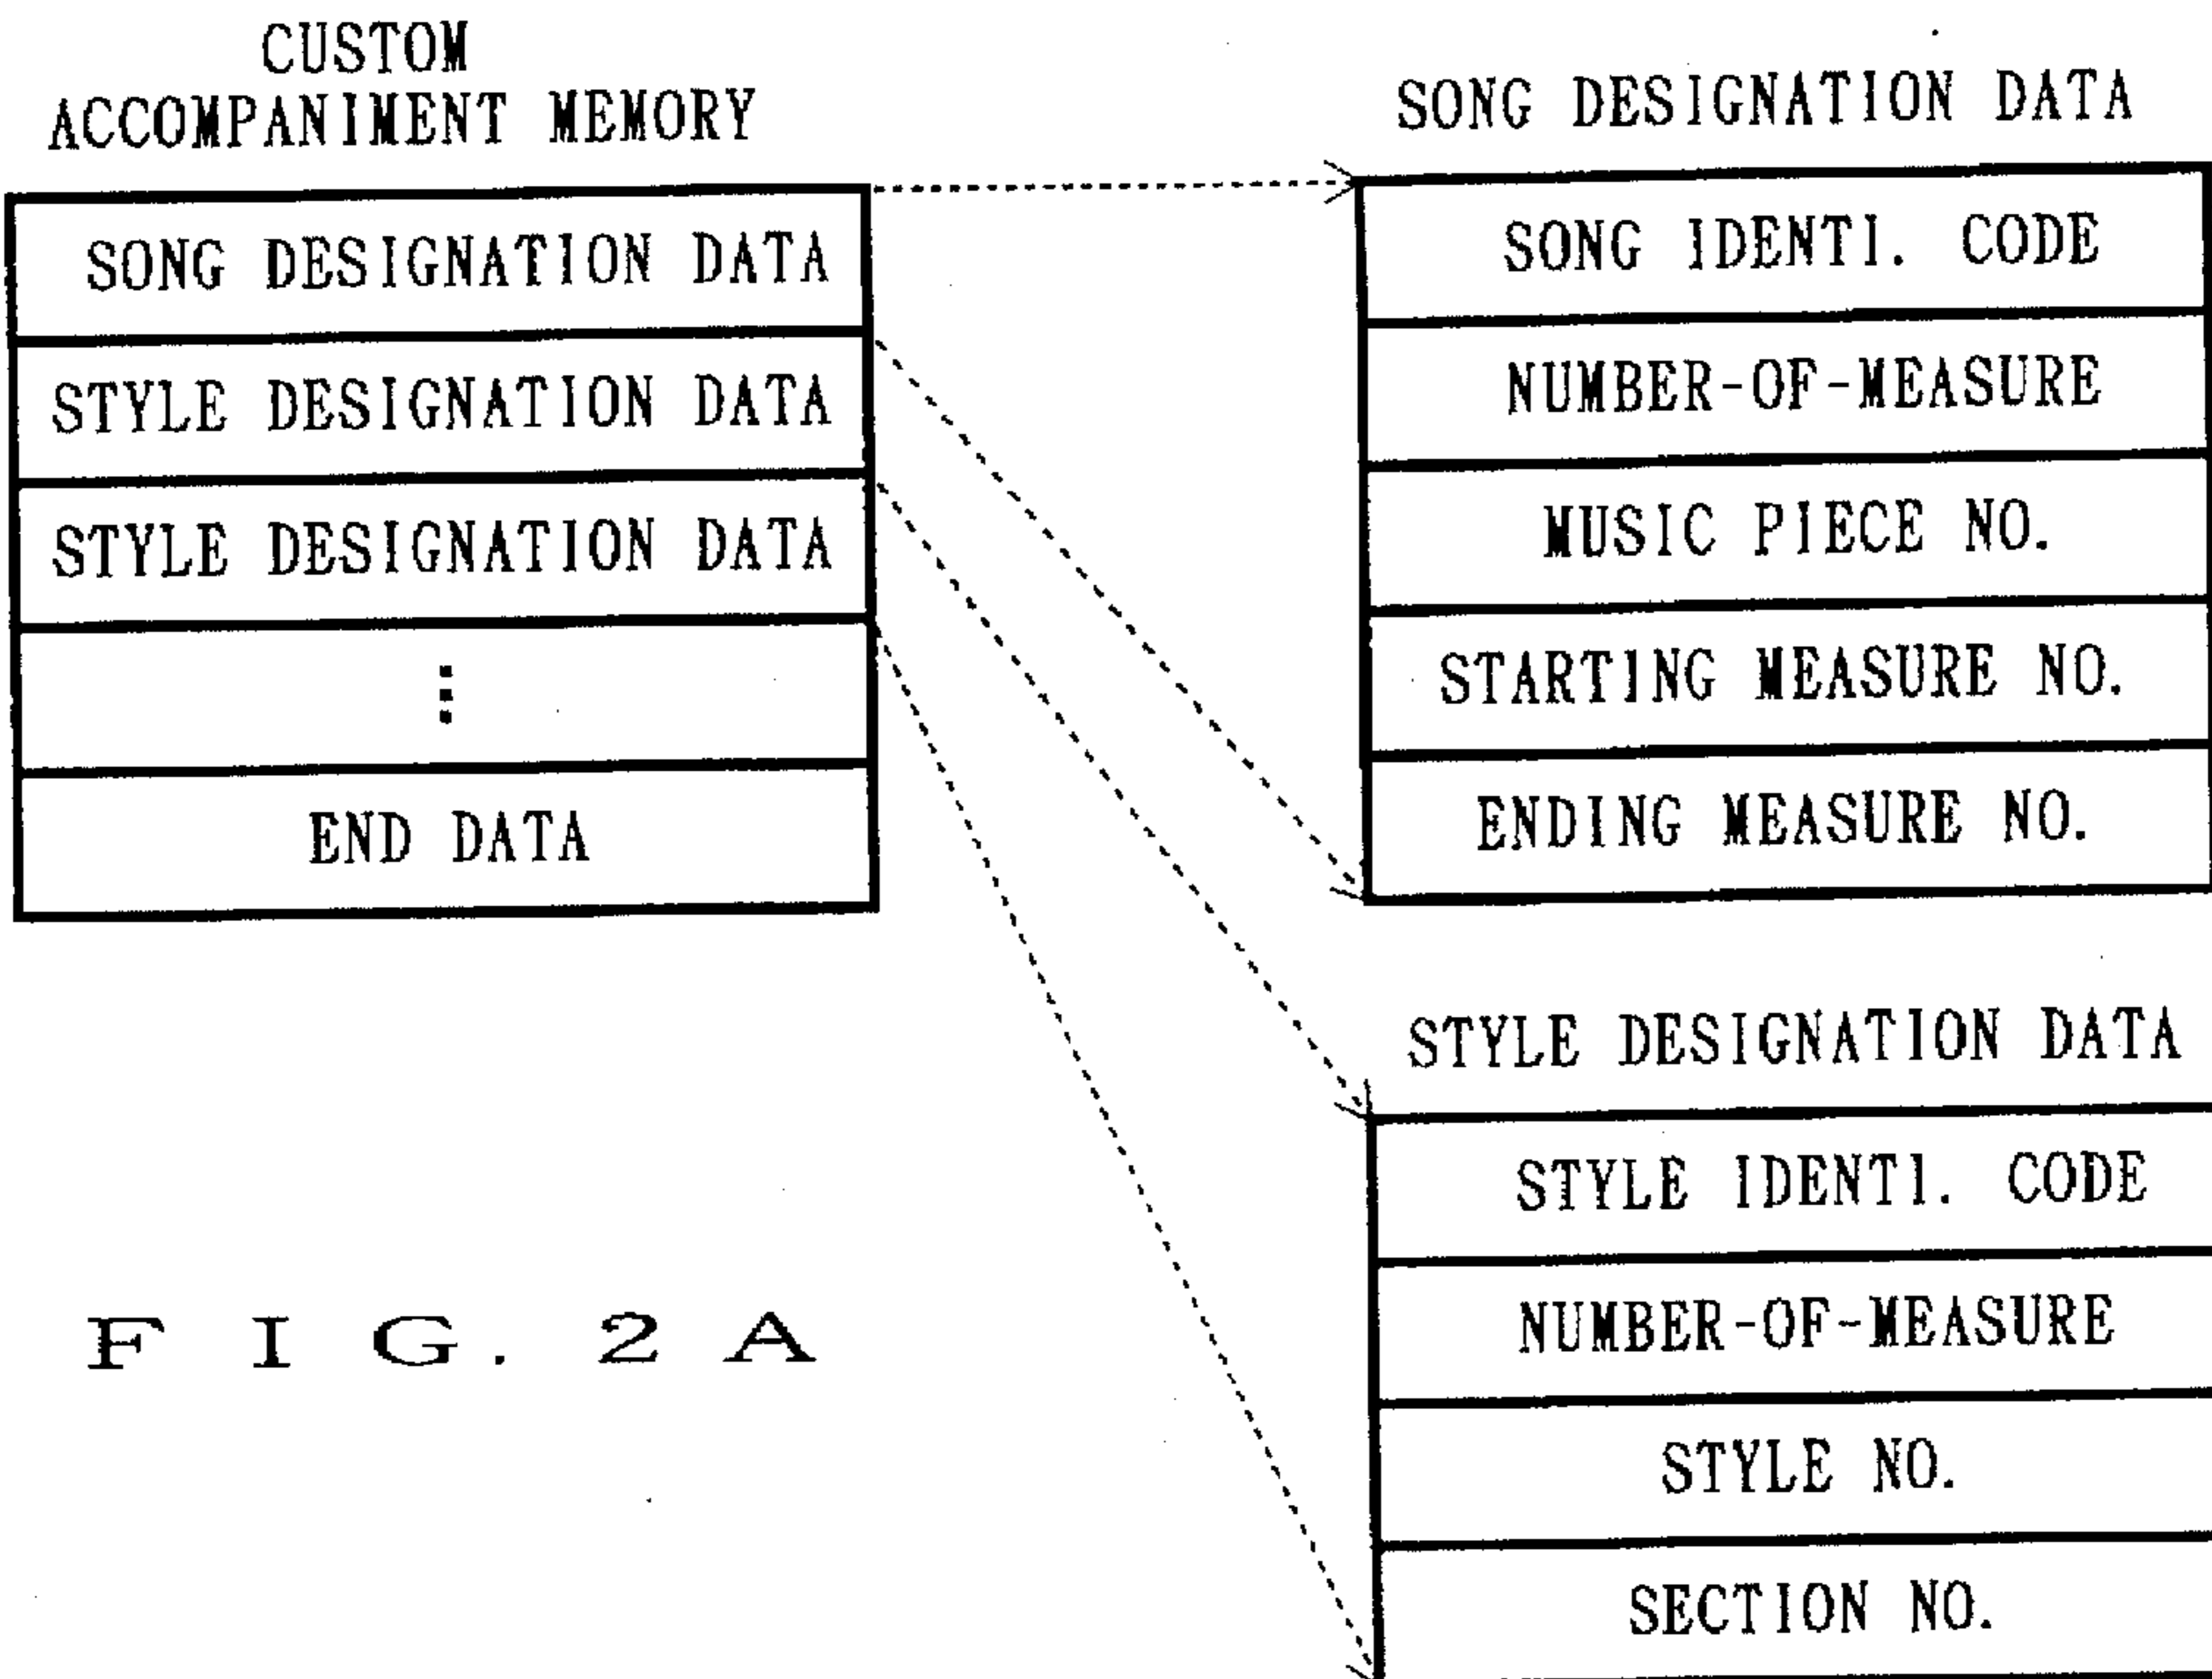 CUSTOM
ACCOMPANIMENT MEMORY
SONG DESIGNATION DATA
STYLE DESIGNATION DATA
STYLE DESIGNATION DATA
END DATA
SONG DESIGNATION DATA
SONG IDENTI. CODE
NUMBER-OF-MEASURE
MUSIC PIECE NO.
STARTING MEASURE NO.
ENDING MEASURE NO.
STYLE DESIGNATION DATA
STYLE IDENTI. CODE
NUMBER-OF-MEASURE
STYLE NO.
SECTION NO.
FIG. 2A